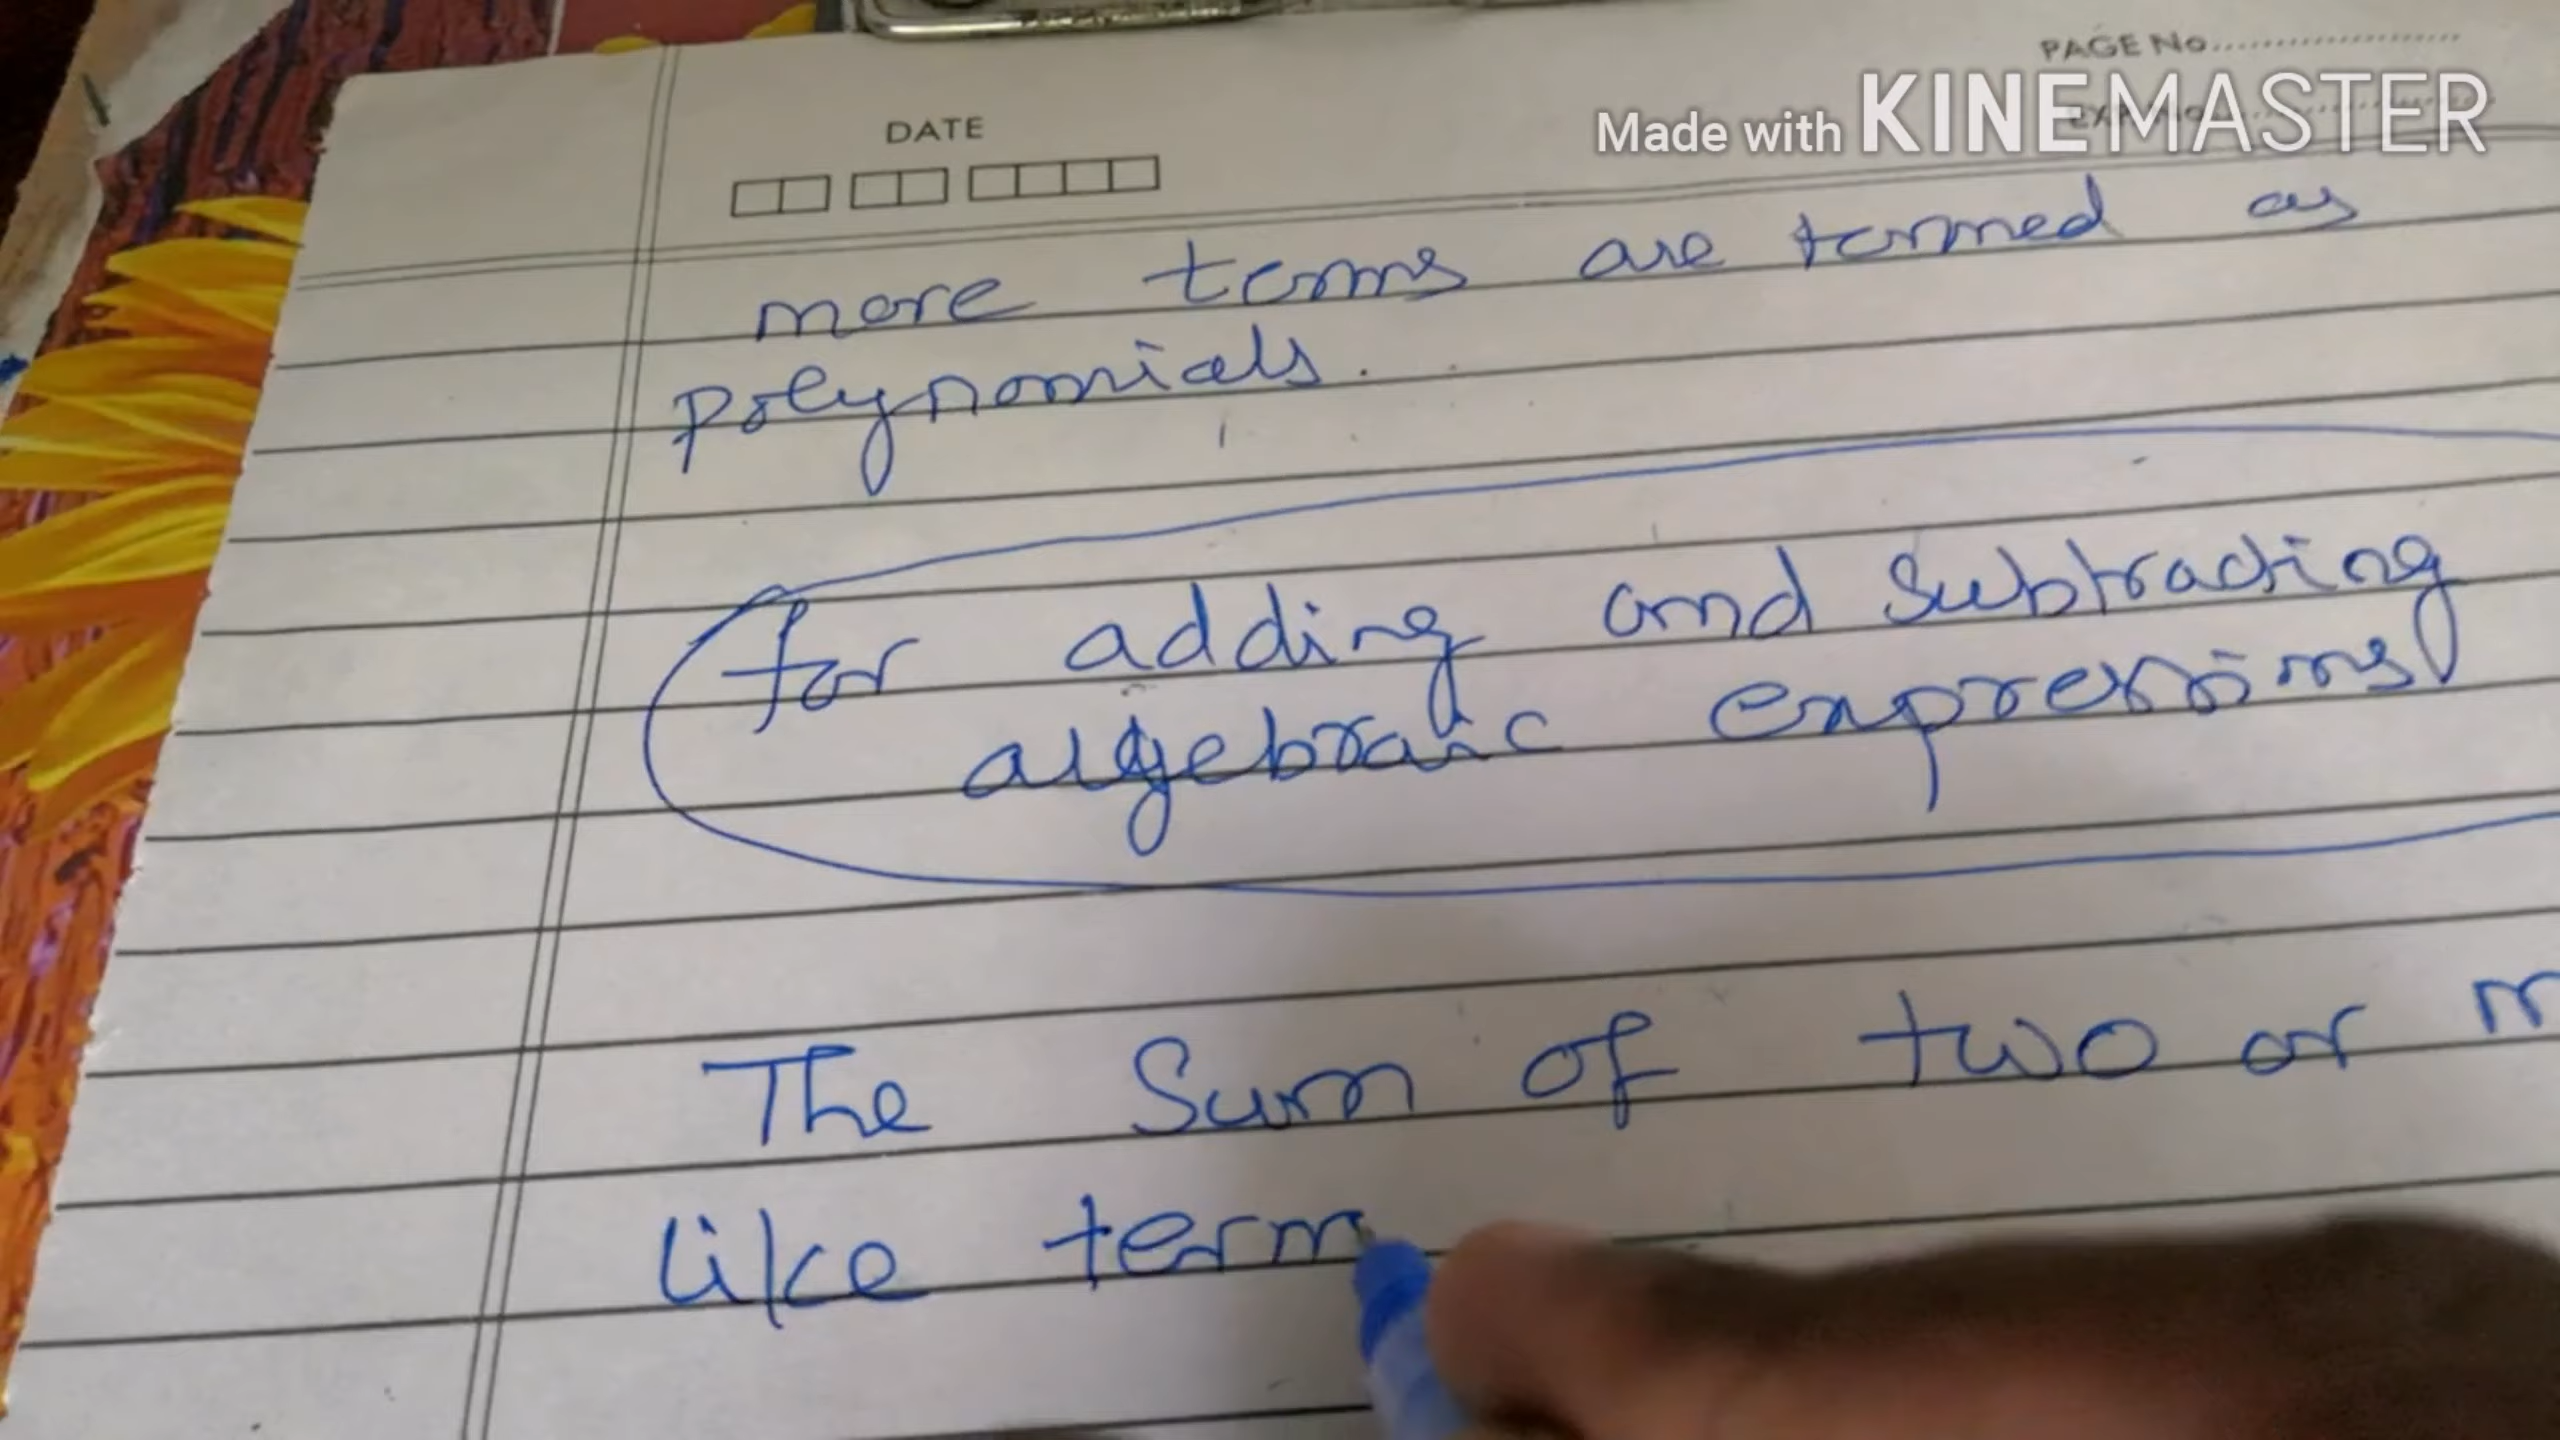 PAGE No.
Made with KINEMASTER
DATE
more terms are termed as
polynomials.
for adding and subtracting
algebraic expressions
The Sum of two or m
like term